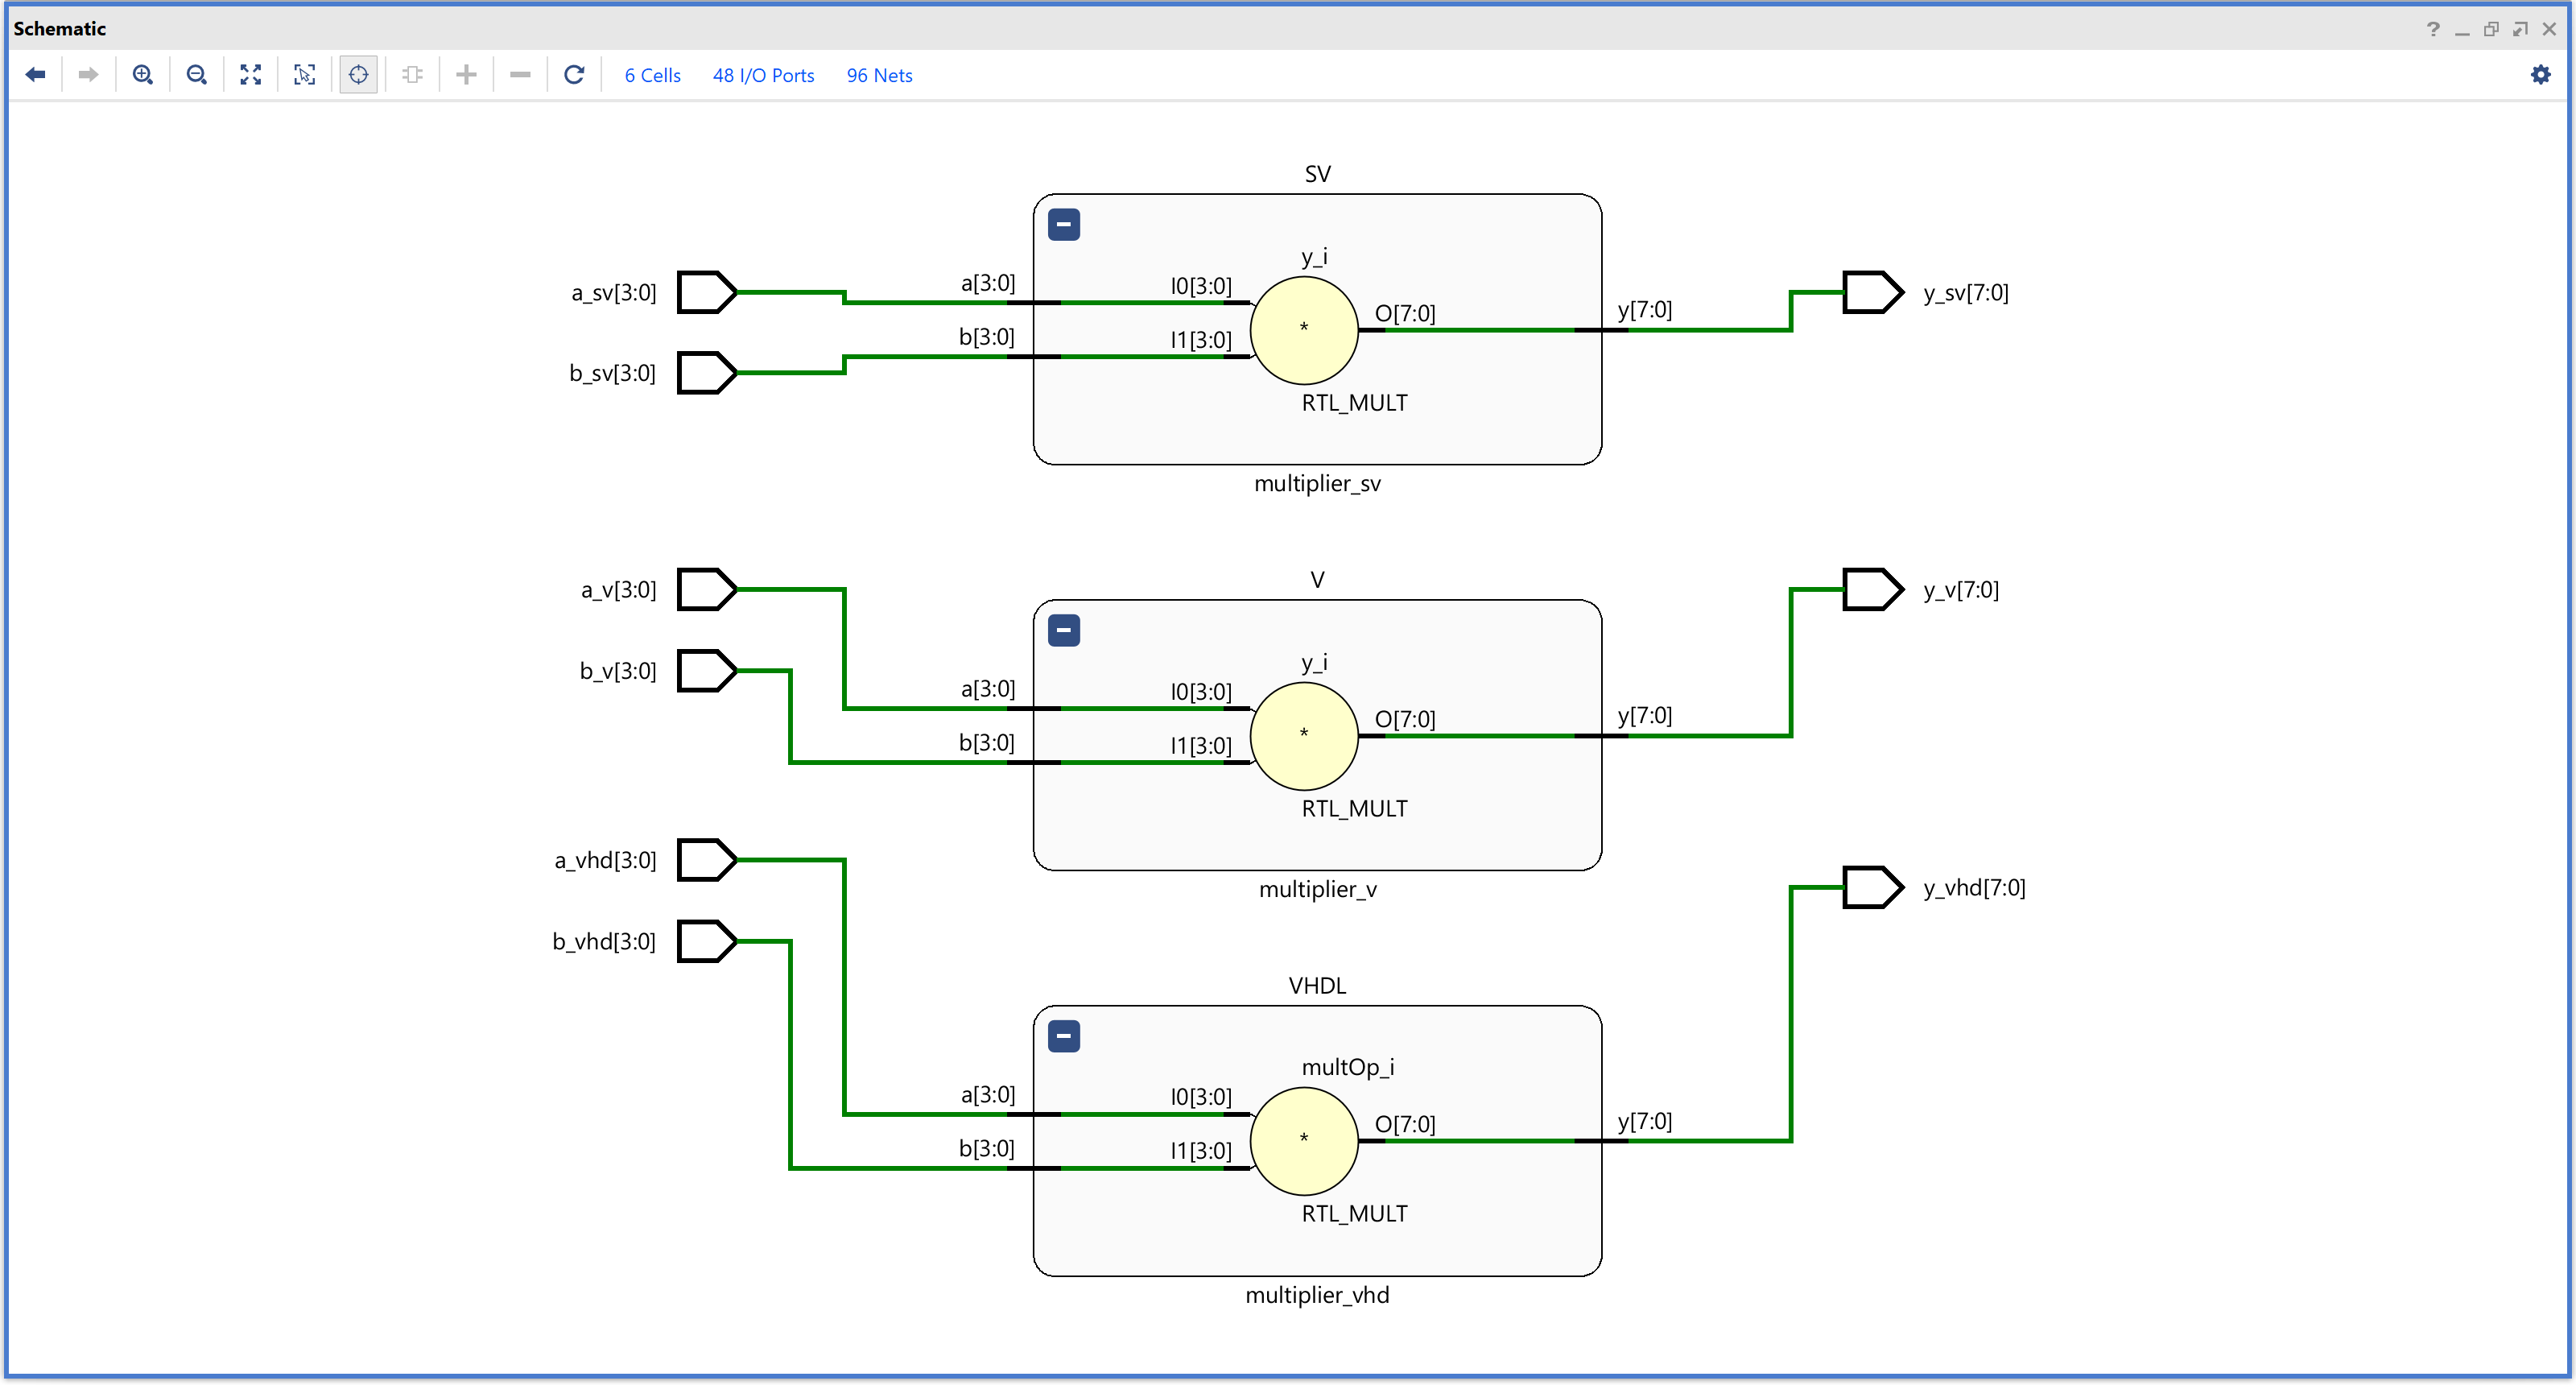 Schematic
6 Cells 48 I/O Ports 96 Nets
SV
y_i
a_sv[3:0] a[3:0] I0[3:0] O[7:0] y[7:0] y_sv[7:0]
*
b_sv[3:0] b[3:0] I1[3:0]
RTL_MULT
multiplier_sv
V
a_v[3:0] y_v[7:0]
y_i
b_v[3:0] a[3:0] I0[3:0] O[7:0] y[7:0]
*
b[3:0] I1[3:0]
RTL_MULT
a_vhd[3:0]
multiplier_v y_vhd[7:0]
b_vhd[3:0]
VHDL
multOp_i
a[3:0] I0[3:0] O[7:0] y[7:0]
*
b[3:0] I1[3:0]
RTL_MULT
multiplier_vhd